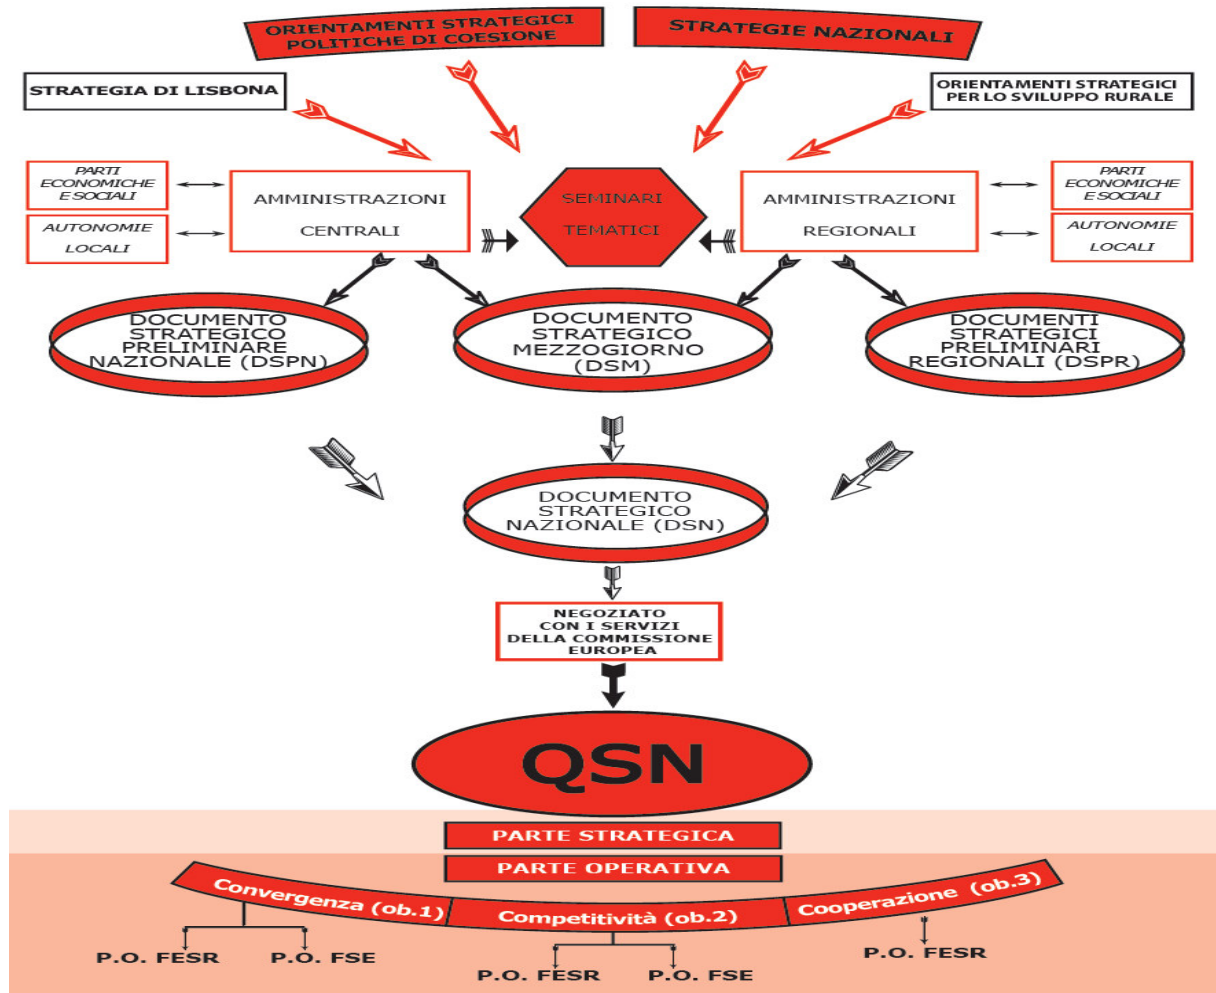 ORIENTAMENTI STRATEGICI
POLITICHE DI COESIONE
STRATEGIE NAZIONALI
STRATEGIA DI LISBONA
ORIENTAMENTI STRATEGICI
PER LO SVILUPPO RURALE
PARTI
ECONOMICHE
E SOCIALI
AUTONOMIE
LOCALI
AMMINISTRAZIONI
CENTRALI
SEMINARI
TEMATICI
AMMINISTRAZIONI
REGIONALI
PARTI
ECONOMICHE
E SOCIALI
AUTONOMIE
LOCALI
DOCUMENTO
STRATEGICO
PRELIMINARE
NAZIONALE (DSPN)
DOCUMENTO
STRATEGICO
MEZZOGIORNO
(DSM)
DOCUMENTI
STRATEGICI
PRELIMINARI
REGIONALI (DSPR)
DOCUMENTO
STRATEGICO
NAZIONALE (DSN)
NEGOZIATO
CON I SERVIZI
DELLA COMMISSIONE
EUROPEA
QSN
PARTE STRATEGICA
PARTE OPERATIVA
Convergenza (ob.1)
Competitività (ob.2)
Cooperazione (ob.3)
P.O. FESR
P.O. FSE
P.O. FESR
P.O. FSE
P.O. FESR